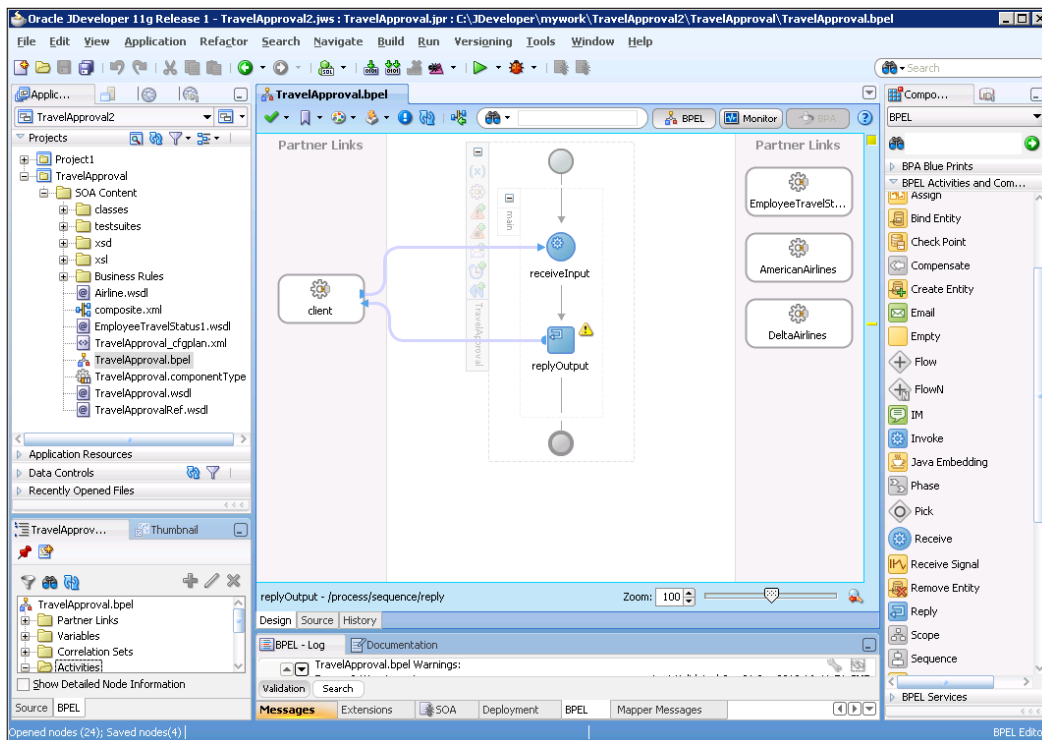 Oracle JDeveloper 11g Release 1 - TravelApproval2.jws : TravelApproval.jpr : C:\JDeveloper\mywork\TravelApproval2\TravelApproval\TravelApproval.bpel
File Edit View Application Refactor Search Navigate Build Run Versioning Tools Window Help
Search
Applic...
TravelApproval2
Projects
Project1
TravelApproval
SOA Content
classes
testsuites
xsd
xsl
Business Rules
Airline.wsdl
composite.xml
EmployeeTravelStatus1.wsdl
TravelApproval_cfgplan.xml
TravelApproval.bpel
TravelApproval.componentType
TravelApproval.wsdl
TravelApprovalRef.wsdl
Application Resources
Data Controls
Recently Opened Files
TravelApprov... Thumbnail
TravelApproval.bpel
Partner Links
Variables
Correlation Sets
Activities
Show Detailed Node Information
Source BPEL
TravelApproval.bpel
BPEL Monitor BPA
Partner Links
client
main
TravelApproval
receiveInput
replyOutput
Partner Links
EmployeeTravelSt...
AmericanAirlines
DeltaAirlines
replyOutput - /process/sequence/reply
Zoom: 100
Design Source History
BPEL - Log Documentation
TravelApproval.bpel Warnings:
Validation Search
Messages Extensions SOA Deployment BPEL Mapper Messages
Compo...
BPEL
BPA Blue Prints
BPEL Activities and Com...
Assign
Bind Entity
Check Point
Compensate
Create Entity
Email
Empty
Flow
FlowN
IM
Invoke
Java Embedding
Phase
Pick
Receive
Receive Signal
Remove Entity
Reply
Scope
Sequence
BPEL Services
Opened nodes (24); Saved nodes(4)
BPEL Edito